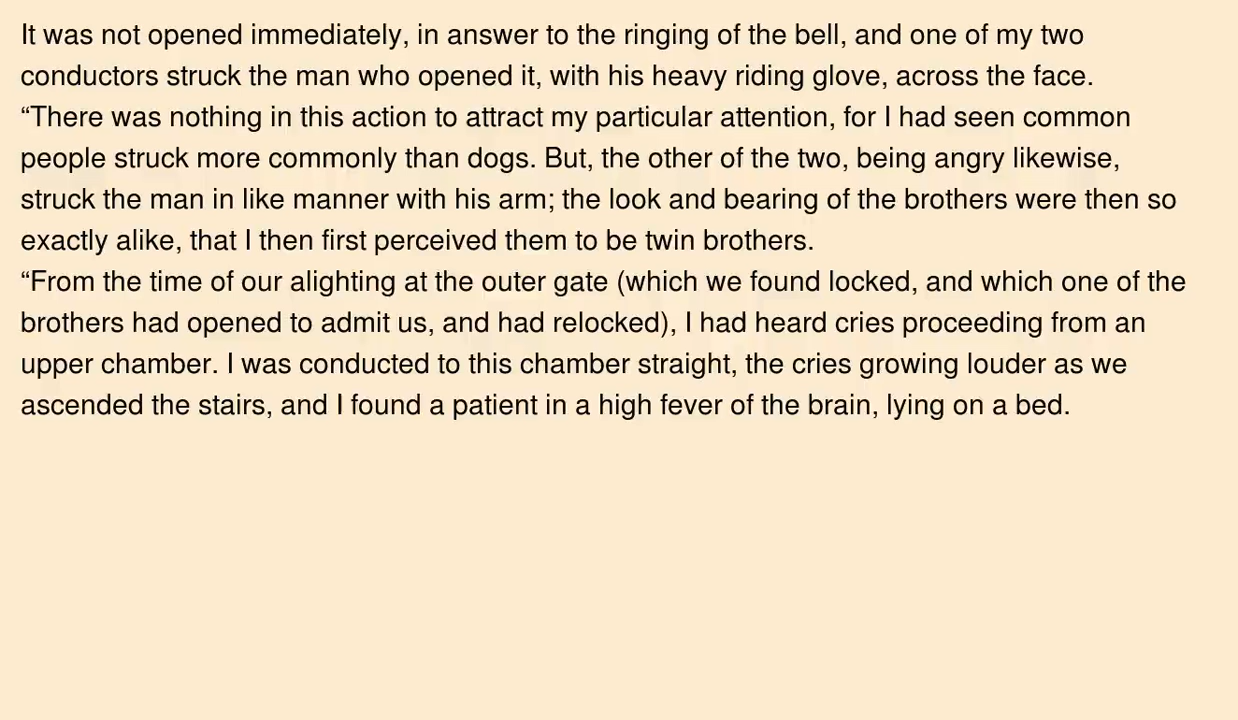 It was not opened immediately, in answer to the ringing of the bell, and one of my two
conductors struck the man who opened it, with his heavy riding glove, across the face.
“There was nothing in this action to attract my particular attention, for I had seen common
people struck more commonly than dogs. But, the other of the two, being angry likewise,
struck the man in like manner with his arm; the look and bearing of the brothers were then so
exactly alike, that I then first perceived them to be twin brothers.
“From the time of our alighting at the outer gate (which we found locked, and which one of the
brothers had opened to admit us, and had relocked), I had heard cries proceeding from an
upper chamber. I was conducted to this chamber straight, the cries growing louder as we
ascended the stairs, and I found a patient in a high fever of the brain, lying on a bed.